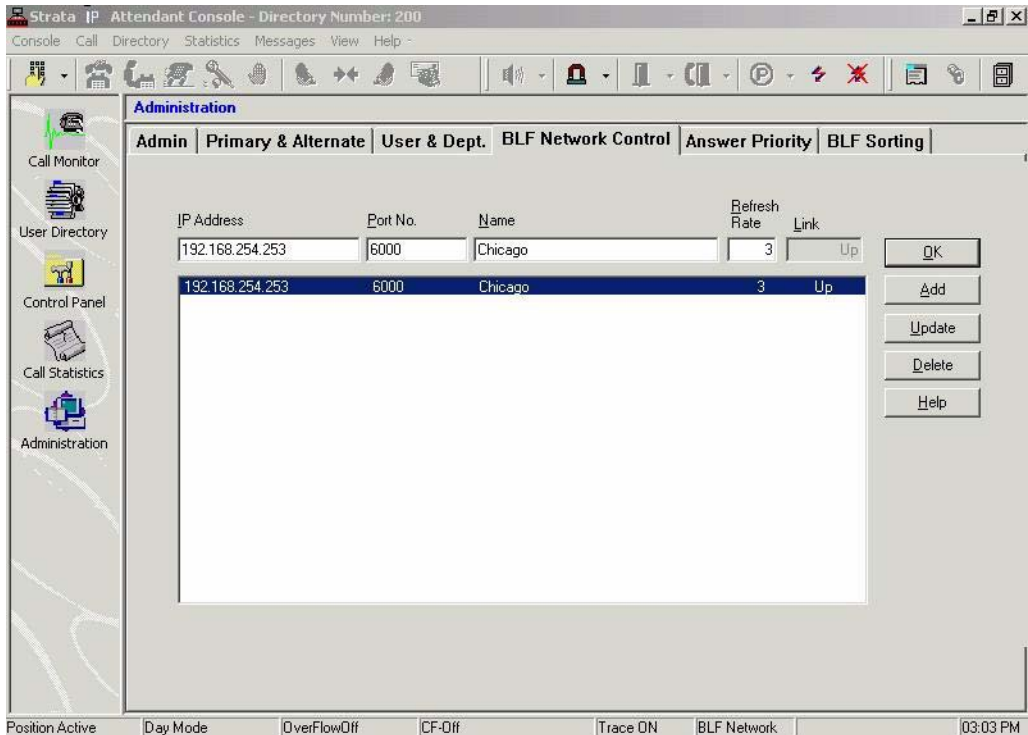 Strata IP Attendant Console - Directory Number: 200
Console Call Directory Statistics Messages View Help -
Administration
Admin Primary & Alternate User & Dept. BLF Network Control Answer Priority BLF Sorting
Call Monitor
User Directory
Control Panel
Call Statistics
Administration
IP Address Port No. Name Refresh Rate Link
192.168.254.253 6000 Chicago 3 Up
192.168.254.253 6000 Chicago 3 Up
OK
Add
Update
Delete
Help
Position Active Day Mode OverFlowOff CF-Off Trace ON BLF Network 03:03 PM